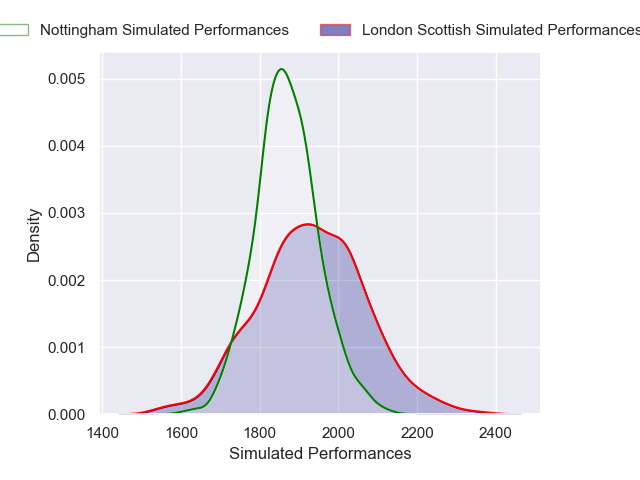 Nottingham Simulated Performances London Scottish Simulated Performances
0.005
0.004
0.003
0.002
0.001
0.000
Density
1400 1600 1800 2000 2200 2400
Simulated Performances